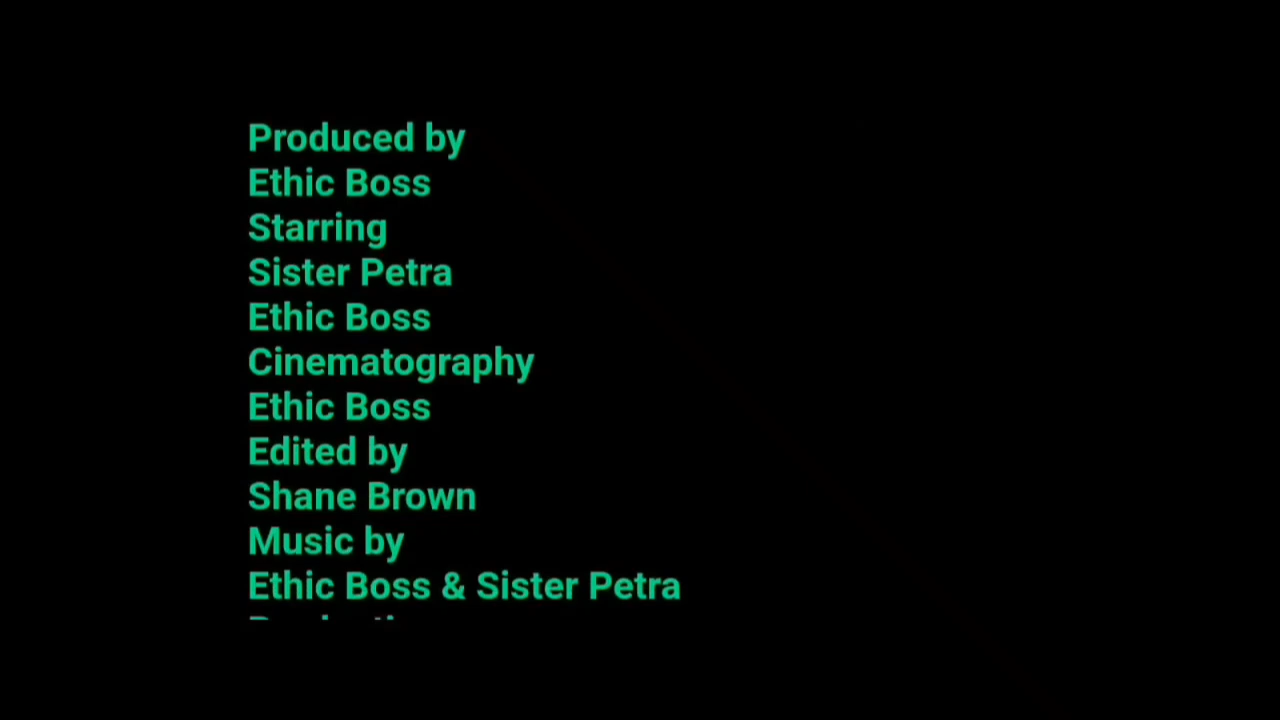 Produced by
Ethic Boss
Starring
Sister Petra
Ethic Boss
Cinematography
Ethic Boss
Edited by
Shane Brown
Music by
Ethic Boss & Sister Petra